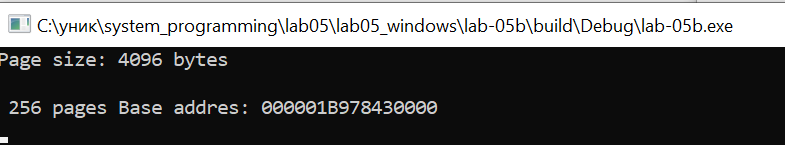 C:\уник\system_programming\lab05\lab05_windows\lab-05b\build\Debug\lab-05b.exe
Page size: 4096 bytes
256 pages Base addres: 000001B978430000